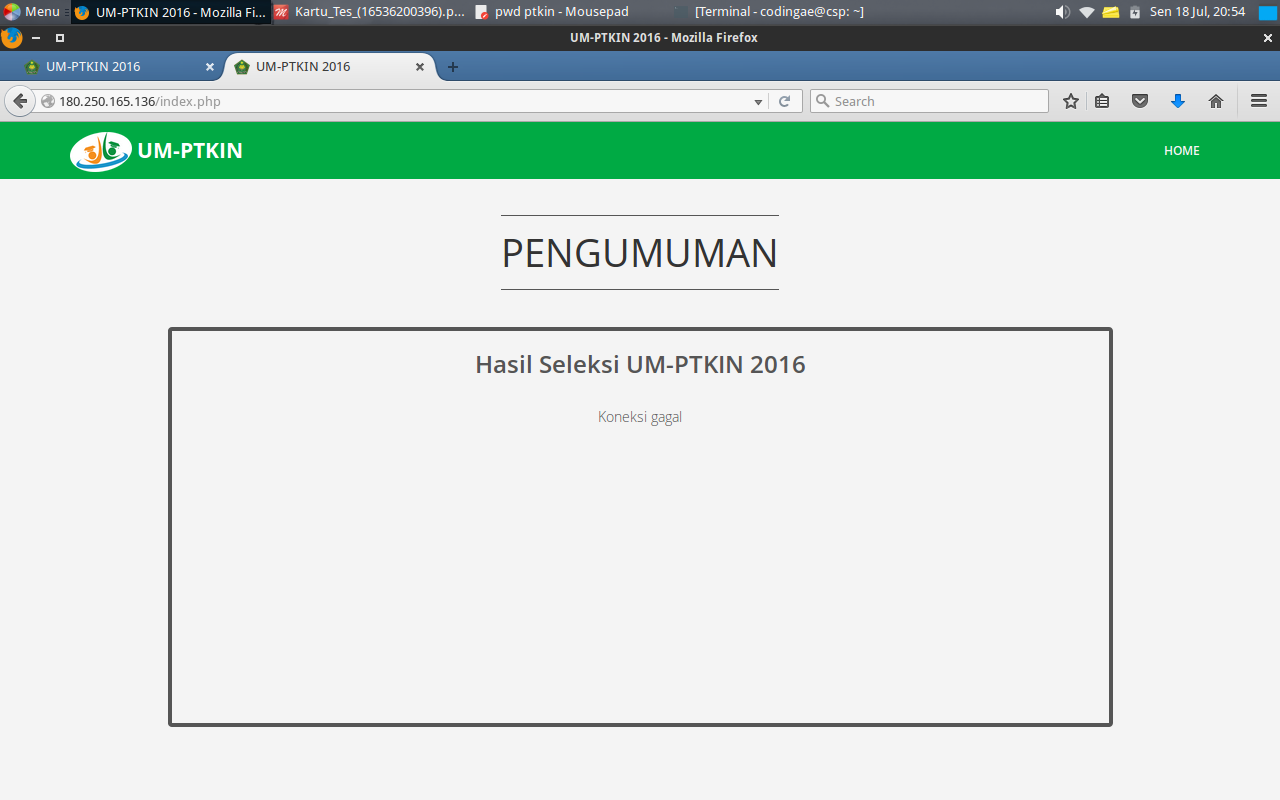 Menu UM-PTKIN 2016 - Mozilla Fi... Kartu_Tes_(16536200396).p... pwd ptkin - Mousepad [Terminal - codingae@csp: ~] Sen 18 Jul, 20:54
UM-PTKIN 2016 - Mozilla Firefox
UM-PTKIN 2016 UM-PTKIN 2016
180.250.165.136/index.php Search
UM-PTKIN HOME
PENGUMUMAN
Hasil Seleksi UM-PTKIN 2016
Koneksi gagal